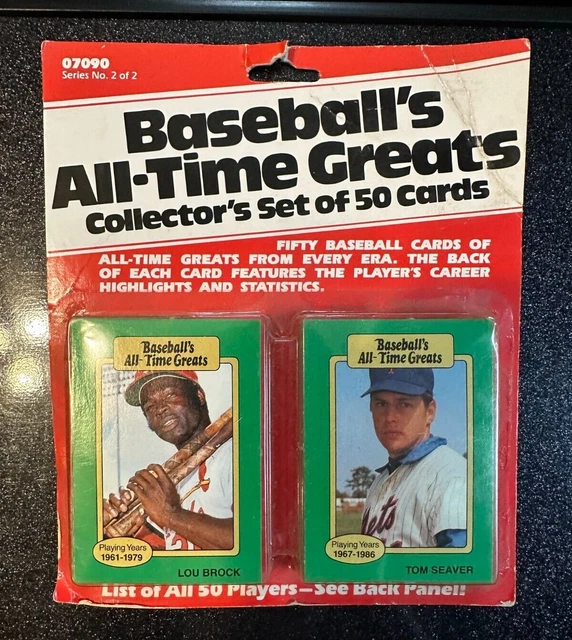 07090
Series No. 2 of 2
Baseball's
All-Time Greats
Collector's Set of 50 Cards
FIFTY BASEBALL CARDS OF
ALL-TIME GREATS FROM EVERY ERA. THE BACK
OF EACH CARD FEATURES THE PLAYER'S CAREER
HIGHLIGHTS AND STATISTICS.
Baseball's
All-Time Greats
Playing Years
1961-1979
LOU BROCK
Baseball's
All-Time Greats
Mets
Playing Years
1967-1986
TOM SEAVER
List of All 50 Players—See Back Panel!